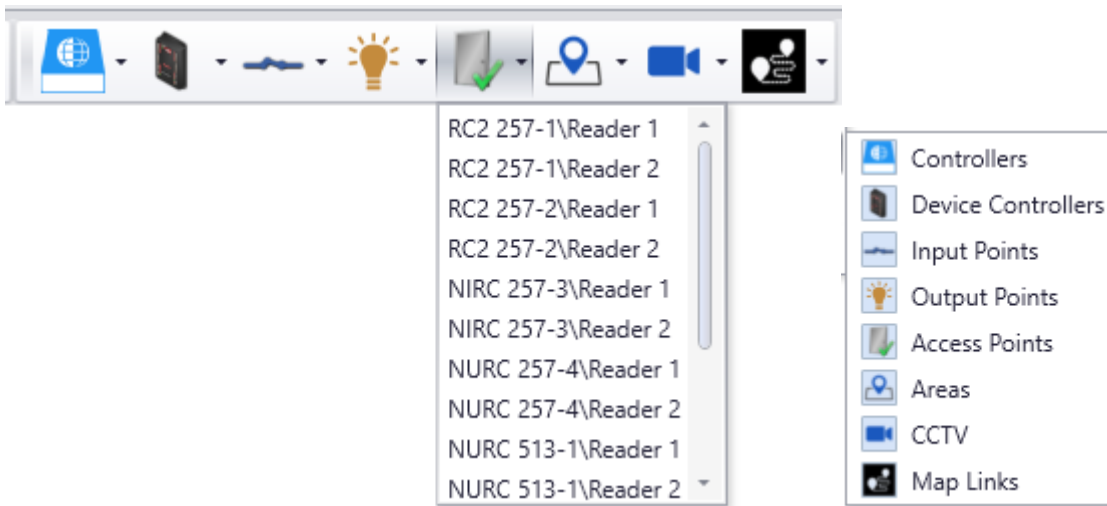 RC2 257-1\Reader 1
RC2 257-1\Reader 2
RC2 257-2\Reader 1
RC2 257-2\Reader 2
NIRC 257-3\Reader 1
NIRC 257-3\Reader 2
NURC 257-4\Reader 1
NURC 257-4\Reader 2
NURC 513-1\Reader 1
NURC 513-1\Reader 2
Controllers
Device Controllers
Input Points
Output Points
Access Points
Areas
CCTV
Map Links